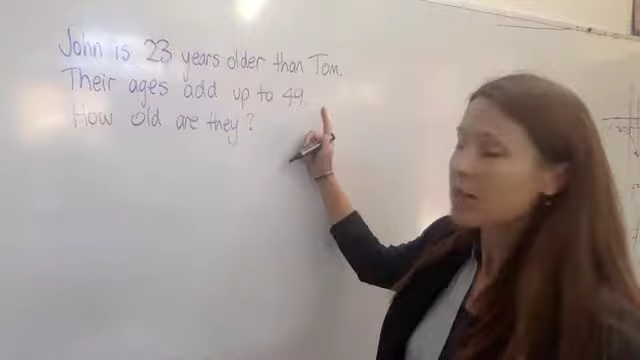 John is 23 years older than Tom.
Their ages add up to 49.
How old are they?